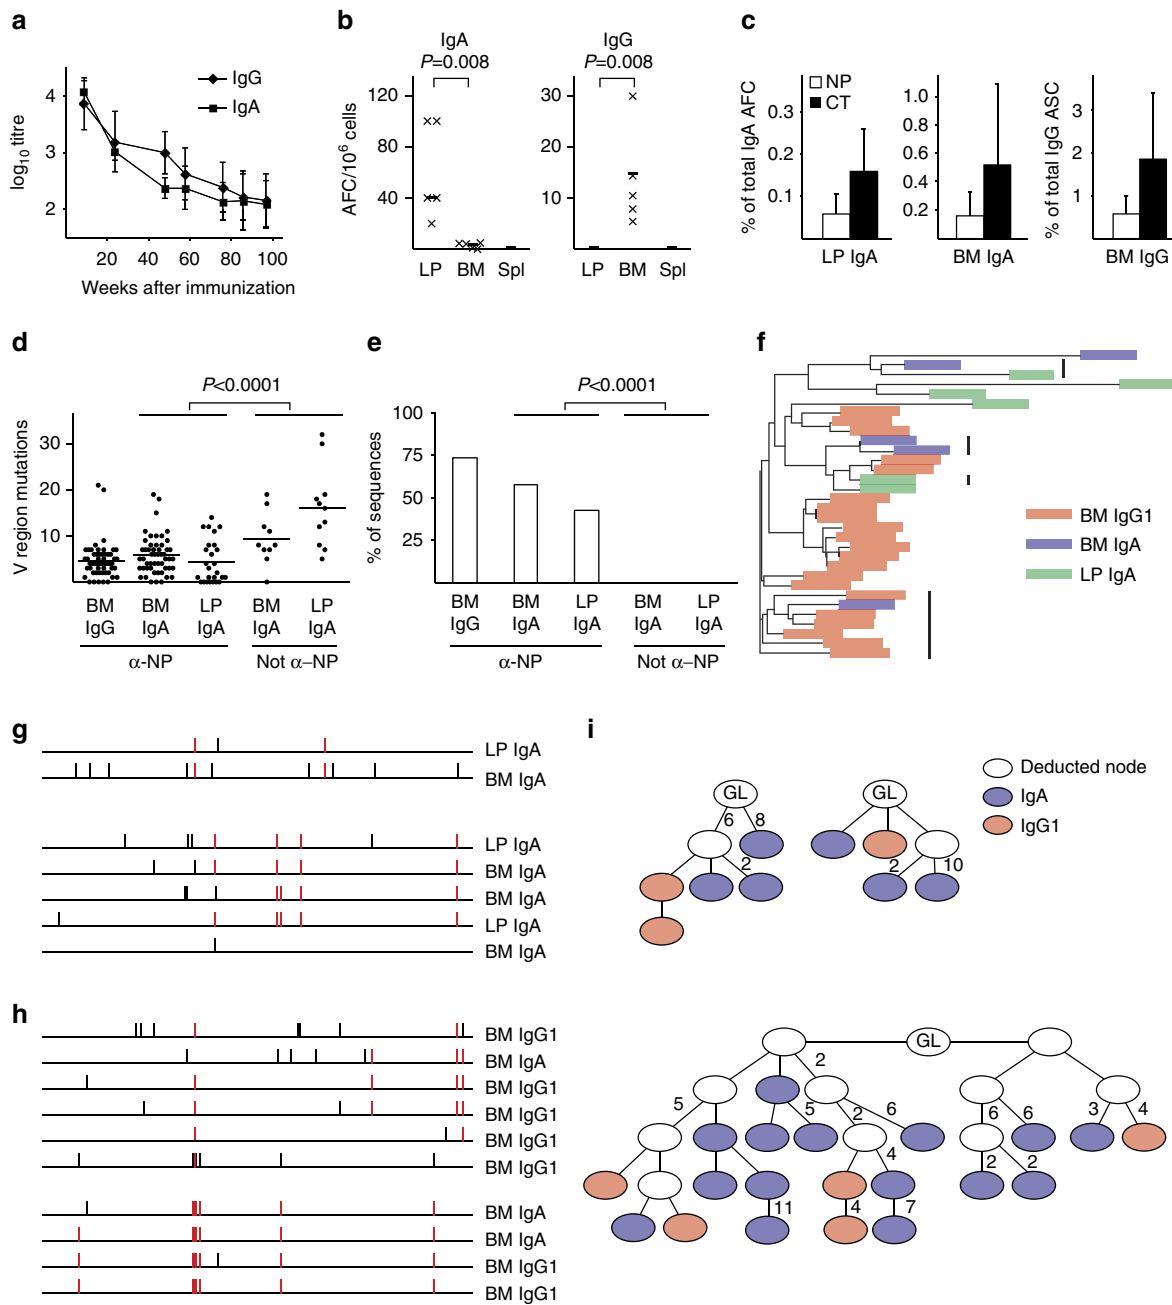 a
IgG
IgA
log10 titre
4
3
2
20 40 60 80 100
Weeks after immunization
b
IgA
P=0.008
AFC/10^6 cells
120
80
40
LP BM Spl
IgG
P=0.008
30
20
10
LP BM Spl
c
NP
CT
% of total IgA AFC
0.3
0.2
0.1
LP IgA
1.0
0.8
0.6
0.4
0.2
BM IgA
% of total IgG ASC
3
2
1
BM IgG
d
P<0.0001
V region mutations
30
20
10
BM IgG
BM IgA
LP IgA
BM IgA
LP IgA
α-NP
Not α–NP
e
P<0.0001
% of sequences
100
75
50
25
BM IgG
BM IgA
LP IgA
BM IgA
LP IgA
α-NP
Not α–NP
f
BM IgG1
BM IgA
LP IgA
g
LP IgA
BM IgA
LP IgA
BM IgA
BM IgA
LP IgA
BM IgA
h
BM IgG1
BM IgA
BM IgG1
BM IgG1
BM IgG1
BM IgG1
BM IgA
BM IgA
BM IgG1
BM IgG1
i
Deducted node
IgA
IgG1
GL
6 8
2
GL
2 10
GL
2
5 5 2 6 6 6 3 4
4 2 2
11 4 7